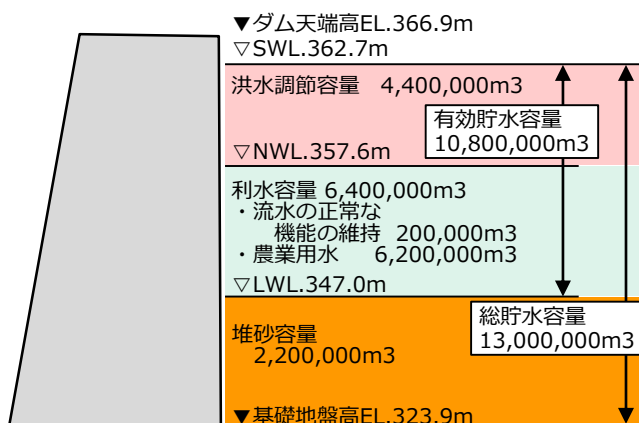 ▼ダム天端高EL.366.9m
▽SWL.362.7m
洪水調節容量 4,400,000m3
有効貯水容量
10,800,000m3
▽NWL.357.6m
利水容量 6,400,000m3
・流水の正常な
機能の維持 200,000m3
・農業用水 6,200,000m3
▽LWL.347.0m
総貯水容量
13,000,000m3
堆砂容量
2,200,000m3
▼基礎地盤高EL.323.9m